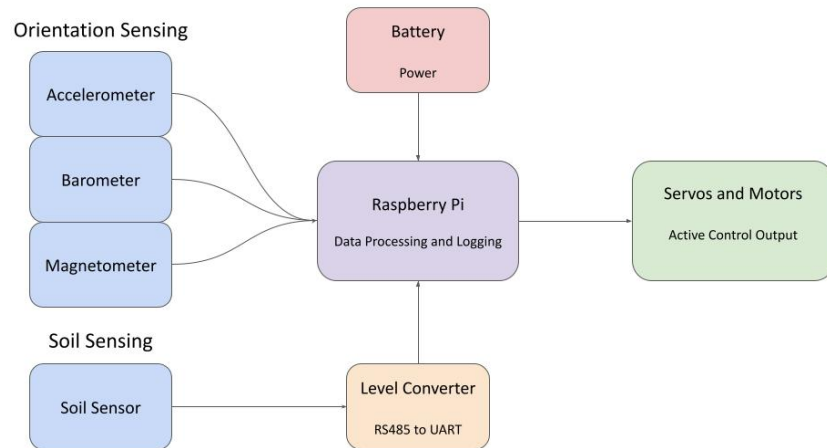 Orientation Sensing
Accelerometer
Barometer
Magnetometer
Soil Sensing
Soil Sensor
Battery
Power
Raspberry Pi
Data Processing and Logging
Level Converter
RS485 to UART
Servos and Motors
Active Control Output